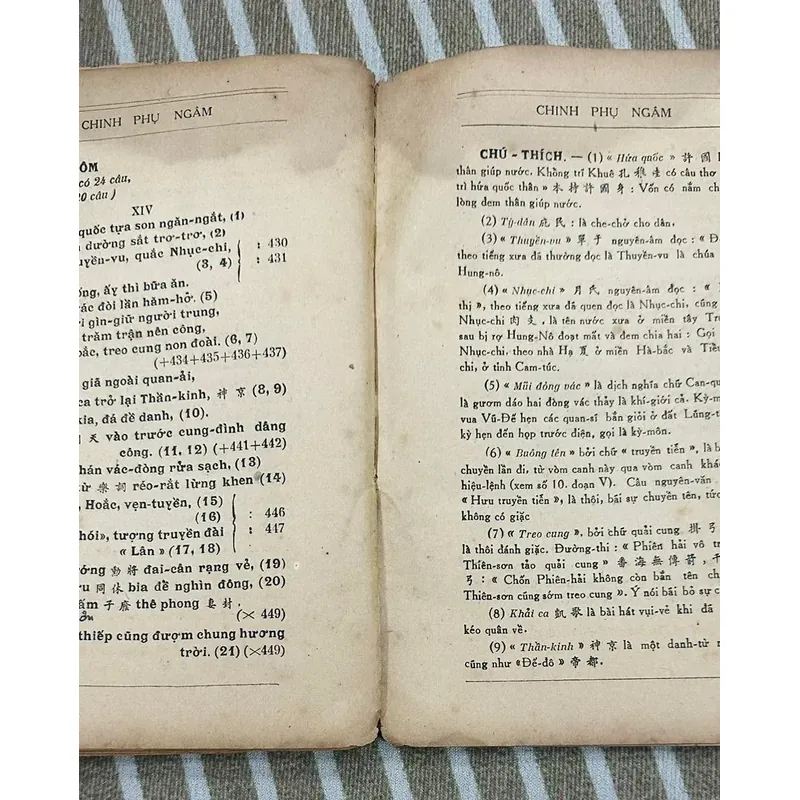 CHINH PHỤ NGÂM
ÔM
có 24 câu,
0 câu)
XIV
quốc tựa son ngăn-ngắt, (1)
dường sắt trơ-trơ, (2)
uyền-vu, quắc Nhục-chi, : 430
(3, 4) : 431
ống, ấy thì bữa ăn.
ác đòi lần hăm-hở. (5)
i gìn-giữ người trung,
trăm trận nên công,
ắc, treo cung non đoài. (6, 7)
(+434+435+436+437)
giã ngoài quan-ải,
ca trở lại Thần-kinh, 神京 (8, 9)
kia, đá đề danh, (10).
天 vào trước cung-đình dâng
công. (11, 12) (+441+442)
hán vác-đòng rửa sạch, (13)
từ 樂詞 réo-rắt lừng khen (14)
, Hoắc, vẹn-tuyền, (15)
(16) : 446
hói», tượng truyền đài : 447
« Lân » (17, 18)
ớng 勳將 đai-cân rạng vẻ, (19)
ru 同休 bia đề nghìn đông, (20)
ấm 子廕 thê phong 妻封.
ơn (× 449)
thiếp cũng đượm chung hương
trời. (21) (×449)
CHINH PHỤ NGÂM
CHÚ-THÍCH. — (1) « Hứa quốc » 許國
thân giúp nước. Khổng trĩ Khuê 孔穉圭 có câu thơ
trì hứa quốc thân » 本持許國身: Vốn có nắm ch
lòng đem thân giúp nước.
(2) Tý-dân 庇民: là che-chở cho dân.
(3) « Thuyền-vu » 單于 nguyên-âm đọc: « Đ
theo tiếng xưa đã thường đọc là Thuyền-vu là chúa
Hung-nô.
(4) « Nhục-chi » 月氏 nguyên-âm đọc: «
thị », theo tiếng xưa đã quen đọc là Nhục-chi, cũng
Nhục-chi 肉支, là tên nước xưa ở miền tây Tr
sau bị rợ Hung-Nô đoạt mất và đem chia hai: Gọi
Nhục-chi, theo nhà Hạ 夏 ở miền Hà-bắc và Tiể
chi, ở tỉnh Cam-túc.
(5) « Mũi đòng vác » là dịch nghĩa chữ Can-qu
là gươm dáo hai đòng vác thảy là khí-giới cả. Kỳ-m
vua Vũ-Đế hẹn các quan-sĩ bắn giỏi ở đất Lũng-t
kỳ hẹn đến họp trước điện, gọi là kỳ-môn.
(6) « Buông tên » bởi chữ « truyền tiễn », là b
chuyền lần đi, từ vòm canh này qua vòm canh khá
hiệu-lệnh (xem số 10. đoạn V). Câu nguyên-văn
« Hưu truyền tiễn », là thôi, bãi sự chuyền tên, tức
không có giặc
(7) « Treo cung ». bởi chữ quải cung 掛弓
là thôi đánh giặc. Đường-thi: « Phiên hải vô tr
Thiên-sơn tảo quải cung » 番海無傳箭,
弓: « Chốn Phiên-hải không còn bắn tên ch
Thiên-sơn cũng sớm treo cung ». Ý nói bãi bỏ sự c
(8) Khải ca 凱歌 là bài hát vui-vẻ khi đã
kéo quân về.
(9) « Thần-kinh » 神京 là một danh-từ
cũng như «Đế-đô » 帝都.